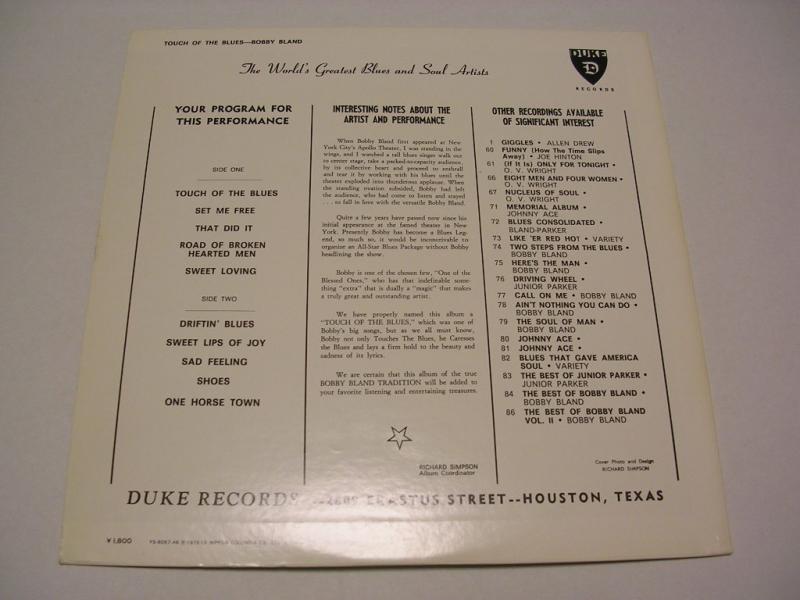 TOUCH OF THE BLUES—BOBBY BLAND
The World's Greatest Blues and Soul Artists
DUKE
D
RECORDS
YOUR PROGRAM FOR
THIS PERFORMANCE
SIDE ONE
TOUCH OF THE BLUES
SET ME FREE
THAT DID IT
ROAD OF BROKEN
HEARTED MEN
SWEET LOVING
SIDE TWO
DRIFTIN' BLUES
SWEET LIPS OF JOY
SAD FEELING
SHOES
ONE HORSE TOWN
INTERESTING NOTES ABOUT THE
ARTIST AND PERFORMANCE
When Bobby Bland first appeared at New
York City's Apollo Theater, I was standing in the
wings, and I watched a tall blues singer walk out
to center stage, take a packed-to-capacity audience,
by its collective heart and proceed to enthrall
and tear it by working with his blues until the
theater exploded into thunderous applause. When
the standing ovation subsided, Bobby had left
the audience, who had come to listen and stayed
. . . to fall in love with the versatile Bobby Bland.
Quite a few years have passed now since his
initial appearance at the famed theater in New
York. Presently Bobby has become a Blues Leg-
end, so much so, it would be inconceivable to
organize an All-Star Blues Package without Bobby
headlining the show.
Bobby is one of the chosen few, "One of the
Blessed Ones," who has that indefinable some-
thing "extra" that is dually a "magic" that makes
a truly great and outstanding artist.
We have properly named this album a
"TOUCH OF THE BLUES," which was one of
Bobby's big songs, but as we all must know,
Bobby not only Touches The Blues, he Caresses
the Blues and lays a firm hold to the beauty and
sadness of its lyrics.
We are certain that this album of the true
BOBBY BLAND TRADITION will be added to
your favorite listening and entertaining treasures.
RICHARD SIMPSON
Album Coordinator
OTHER RECORDINGS AVAILABLE
OF SIGNIFICANT INTEREST
1 GIGGLES • ALLEN DREW
60 FUNNY (How The Time Slips
Away) • JOE HINTON
61 (If It Is) ONLY FOR TONIGHT •
O. V. WRIGHT
66 EIGHT MEN AND FOUR WOMEN •
O. V. WRIGHT
67 NUCLEUS OF SOUL •
O. V. WRIGHT
71 MEMORIAL ALBUM •
JOHNNY ACE
72 BLUES CONSOLIDATED •
BLAND-PARKER
73 LIKE 'ER RED HOT • VARIETY
74 TWO STEPS FROM THE BLUES •
BOBBY BLAND
75 HERE'S THE MAN •
BOBBY BLAND
76 DRIVING WHEEL •
JUNIOR PARKER
77 CALL ON ME • BOBBY BLAND
78 AIN'T NOTHING YOU CAN DO •
BOBBY BLAND
79 THE SOUL OF MAN •
BOBBY BLAND
80 JOHNNY ACE •
81 JOHNNY ACE •
82 BLUES THAT GAVE AMERICA
SOUL • VARIETY
83 THE BEST OF JUNIOR PARKER •
JUNIOR PARKER
84 THE BEST OF BOBBY BLAND •
BOBBY BLAND
86 THE BEST OF BOBBY BLAND
VOL. II • BOBBY BLAND
Cover Photo and Design
RICHARD SIMPSON
DUKE RECORDS --2809 ERASTUS STREET--HOUSTON, TEXAS
¥1,800
NIPPON COLUMBIA CO.